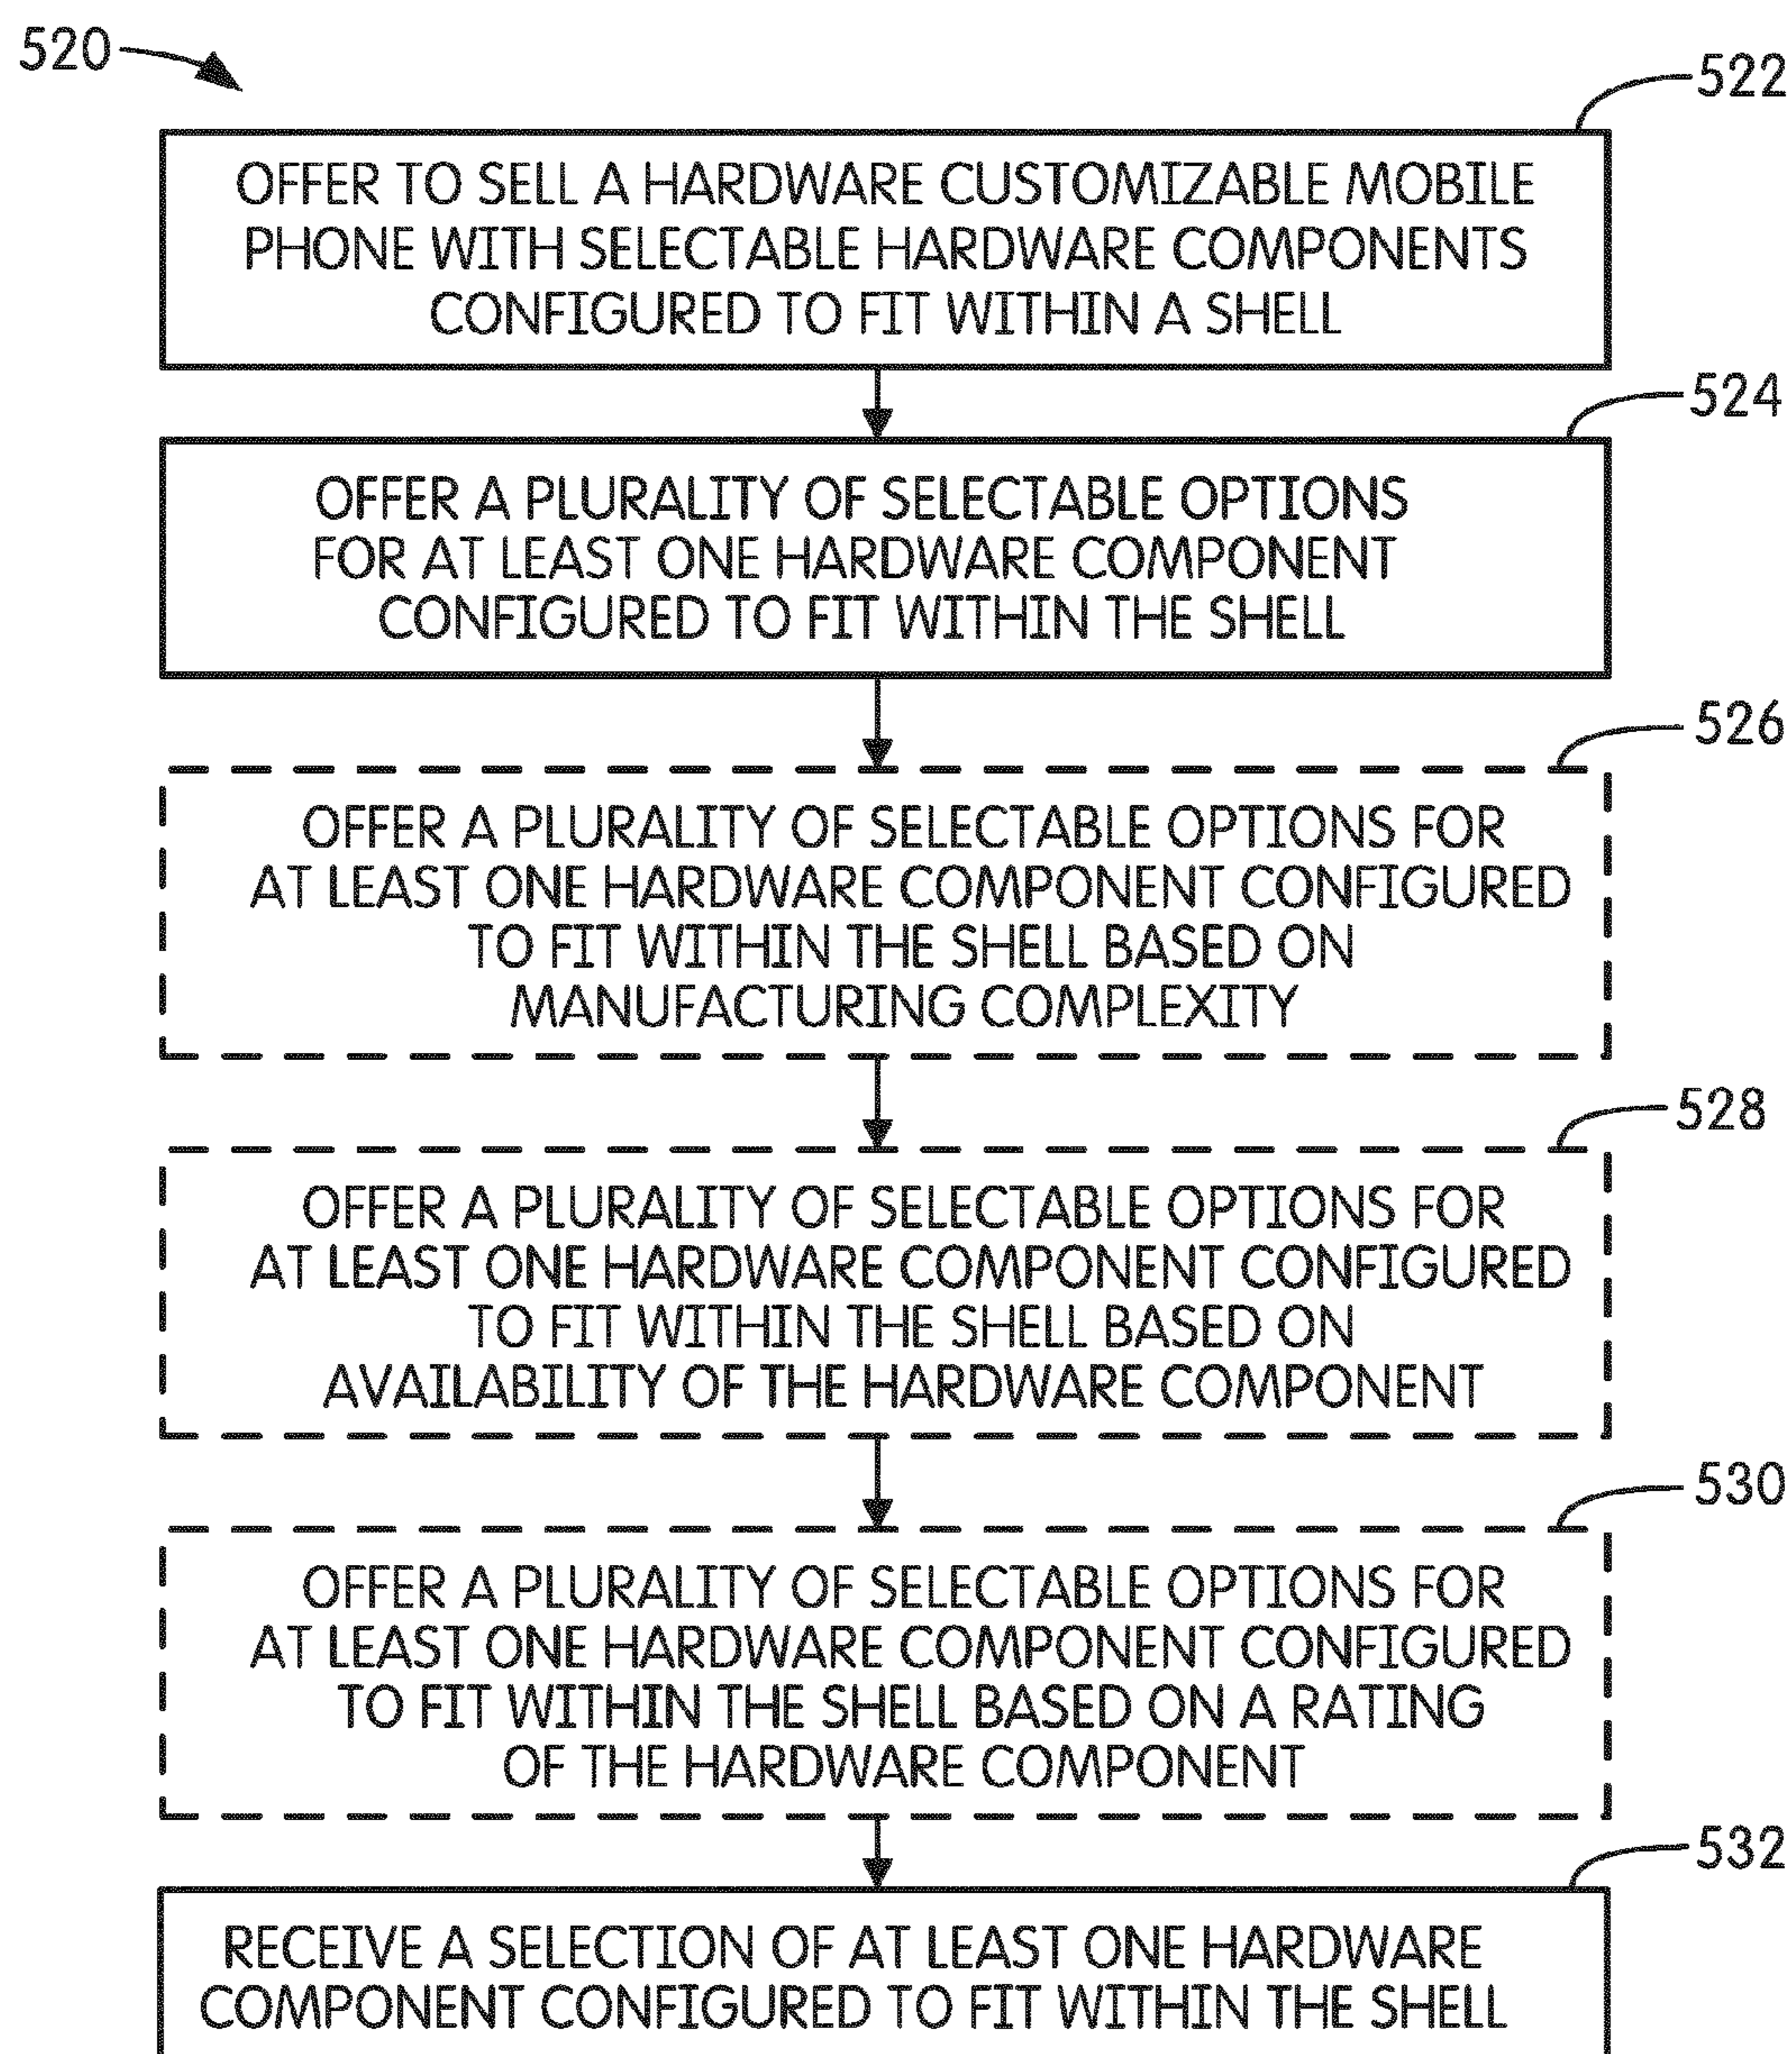 520
522
OFFER TO SELL A HARDWARE CUSTOMIZABLE MOBILE
PHONE WITH SELECTABLE HARDWARE COMPONENTS
CONFIGURED TO FIT WITHIN A SHELL
524
OFFER A PLURALITY OF SELECTABLE OPTIONS
FOR AT LEAST ONE HARDWARE COMPONENT
CONFIGURED TO FIT WITHIN THE SHELL
526
OFFER A PLURALITY OF SELECTABLE OPTIONS FOR
AT LEAST ONE HARDWARE COMPONENT CONFIGURED
TO FIT WITHIN THE SHELL BASED ON
MANUFACTURING COMPLEXITY
528
OFFER A PLURALITY OF SELECTABLE OPTIONS FOR
AT LEAST ONE HARDWARE COMPONENT CONFIGURED
TO FIT WITHIN THE SHELL BASED ON
AVAILABILITY OF THE HARDWARE COMPONENT
530
OFFER A PLURALITY OF SELECTABLE OPTIONS FOR
AT LEAST ONE HARDWARE COMPONENT CONFIGURED
TO FIT WITHIN THE SHELL BASED ON A RATING
OF THE HARDWARE COMPONENT
532
RECEIVE A SELECTION OF AT LEAST ONE HARDWARE
COMPONENT CONFIGURED TO FIT WITHIN THE SHELL